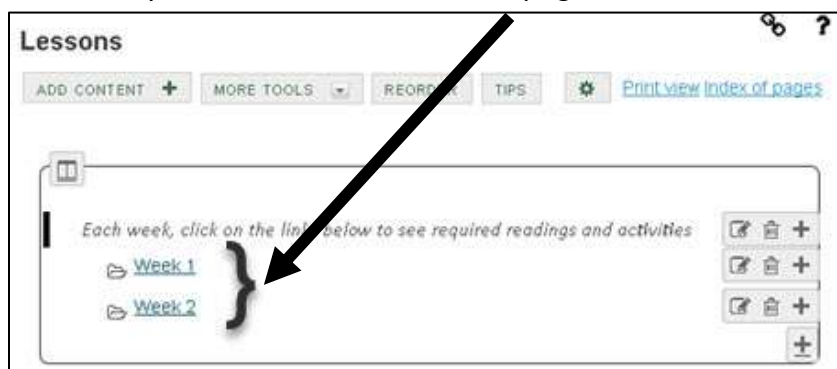 ?
Lessons
ADD CONTENT + MORE TOOLS REORDER TIPS Print view Index of pages
Each week, click on the links below to see required readings and activities
Week 1
Week 2